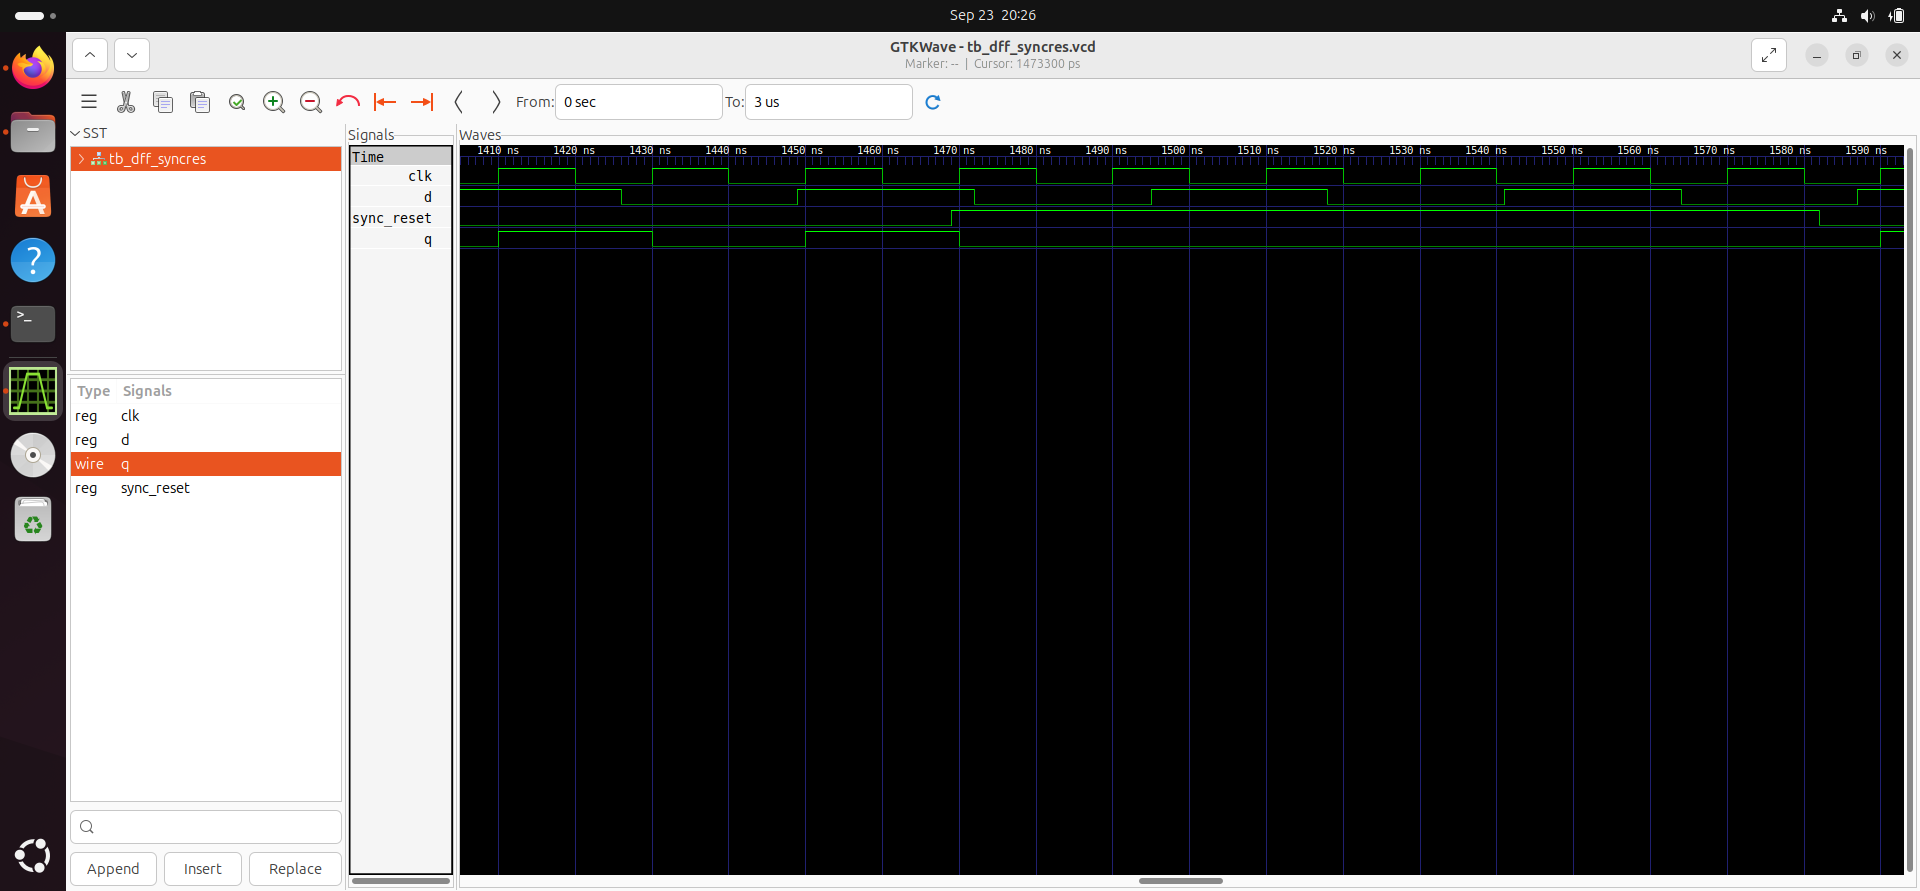 Sep 23 20:26
GTKWave - tb_dff_syncres.vcd
Marker: -- | Cursor: 1473300 ps
From: 0 sec To: 3 us
SST
tb_dff_syncres
Type Signals
reg clk
reg d
wire q
reg sync_reset
Append Insert Replace
Signals
Time
clk
d
sync_reset
q
Waves
1410 ns 1420 ns 1430 ns 1440 ns 1450 ns 1460 ns 1470 ns 1480 ns 1490 ns 1500 ns 1510 ns 1520 ns 1530 ns 1540 ns 1550 ns 1560 ns 1570 ns 1580 ns 1590 ns